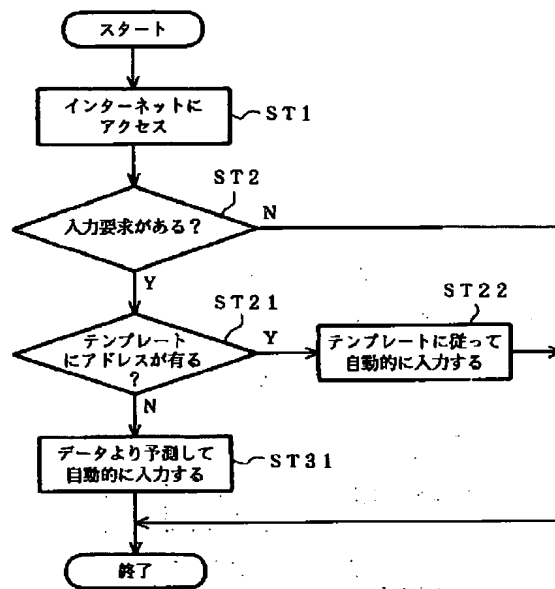 スタート
インターネットに
アクセス
ST1
ST2
入力要求がある?
N
Y
ST21
テンプレート
にアドレスが有る
?
Y
ST22
テンプレートに従って
自動的に入力する
N
データより予測して
自動的に入力する
ST31
終了